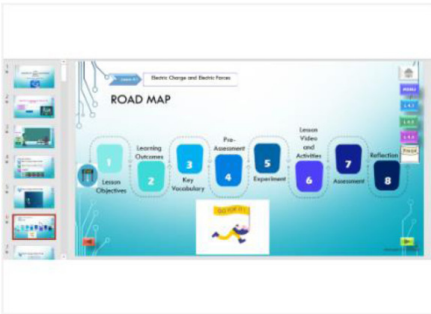 Electric Charge and Electric Forces
ROAD MAP
1
Lesson
Objectives
Learning
Outcomes
2
3
Key
Vocabulary
Pre-
Assessment
4
5
Experiment
Lesson
Video
and
Activities
6
7
Assessment
Reflection
8